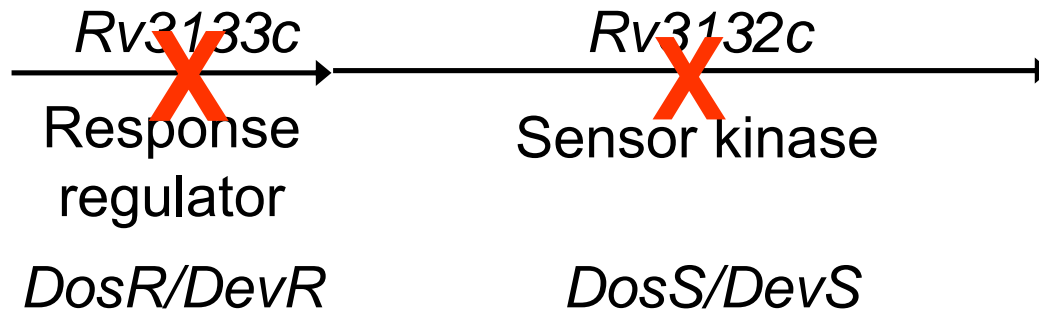 Rv3133c Rv3132c
X X
Response
regulator
Sensor kinase
DosR/DevR DosS/DevS